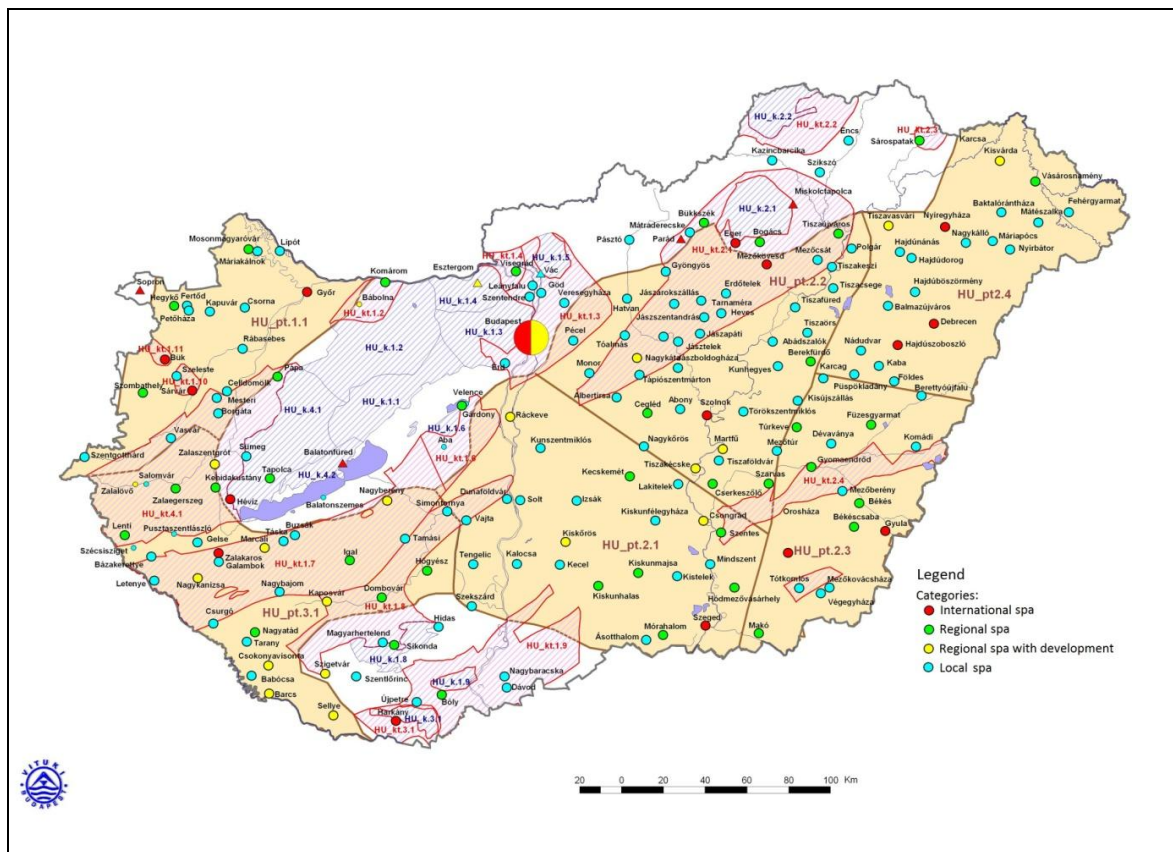 HU_k.2.2
HU_kt.2.2
Encs
HU_kt.2.3
Sárospatak
Karcsa
Kisvárda
Kazincbarcika
Szikszó
Vásárosnamény
Miskolctapolca
HU_k.2.1
Baktalórántháza
Fehérgyarmat
Mátészalka
Bükkszék
Mátraderecske
Tiszaújváros
Tiszavasvári
Nyíregyháza
Pásztó
Parád
Eger
Bogács
HU_kt.2.1
Nagykálló
Máriapócs
Nyírbátor
Mosonmagyaróvár
Lipót
Máriakálnok
Visegrád
HU_kt.1.4
HU_k.1.5
Vác
Mezőkövesd
Mezőcsát
Polgár
Hajdúnánás
Hajdúdorog
Esztergom
Komárom
Gyöngyös
Tiszakeszi
Sopron
Hegykő
Fertőd
Győr
Bábolna
HU_k.1.4
Leányfalu
Göd
Szentendre
Veresegyháza
Erdőtelek
HU_pt.2.2
Tiszacsege
Hajdúböszörmény
HU_pt.2.4
Kapuvár
Csorna
Petőháza
HU_kt.1.2
Hatvan
Jászárokszállás
Tarnaméra
Heves
Tiszafüred
Balmazújváros
HU_pt.1.1
HU_k.1.3
Budapest
HU_kt.1.3
Pécel
Jászszentandrás
Jászapáti
Tiszaörs
Debrecen
HU_kt.1.11
Bük
Rábasebes
HU_k.1.2
Tóalmás
Jásztelek
Abádszalók
Hajdúszoboszló
Nádudvar
Szeleste
HU_kt.1.10
Pápa
Érd
Monor
Nagykáta
Jászboldogháza
Berekfürdő
Kunhegyes
Karcag
Kaba
Szombathely
Sárvár
Celldömölk
HU_k.1.1
Tápiószentmárton
Püspökladány
Földes
Mesteri
Borgáta
HU_k.4.1
Velence
Gárdony
Albertirsa
Cegléd
Abony
Szolnok
Kisújszállás
Berettyóújfalu
Ráckeve
Törökszentmiklós
Füzesgyarmat
Vasvár
HU_k.1.6
Aba
Túrkeve
Szentgotthárd
Sümeg
Balatonfüred
Kunszentmiklós
Nagykőrös
Martfű
Mezőtúr
Dévaványa
Komádi
Zalaszentgrót
Salomvár
Tapolca
HU_k.4.2
Tiszakécske
Tiszaföldvár
Gyomaendrőd
Zalalövő
Kehidakustány
Kecskemét
Lakitelek
Cserkeszőlő
Szarvas
HU_kt.2.4
Mezőberény
Zalaegerszeg
Hévíz
Balatonszemes
Nagyberény
Simontornya
Dunaföldvár
Solt
Izsák
Békés
HU_kt.4.1
Orosháza
Lenti
Pusztaszentlászló
Buzsák
Vajta
Kiskunfélegyháza
Csongrád
Békéscsaba
Gyula
Szécsisziget
Gelse
Marcali
Táska
Tamási
Kiskőrös
HU_pt.2.1
Szentes
HU_pt.2.3
Bázakerettye
Zalakaros
Galambok
HU_kt.1.7
Igal
Tengelic
Kalocsa
Kecel
Kiskunmajsa
Mindszent
Letenye
Nagykanizsa
Nagybajom
Hőgyész
Kistelek
Tótkomlós
Mezőkovácsháza
Végegyháza
Kaposvár
Dombóvár
Szekszárd
Kiskunhalas
Hódmezővásárhely
Csurgó
HU_pt.3.1
HU_kt.1.8
Hidas
Szeged
Nagyatád
Tarany
Magyarhertelend
Sikonda
HU_kt.1.9
Ásotthalom
Mórahalom
Makó
Csokonyavisonta
Szigetvár
HU_k.1.8
Babócsa
Szentlőrinc
HU_k.1.9
Nagybaracska
Barcs
Dávod
Sellye
Újpetre
Bóly
Harkány
HU_k.3.1
HU_kt.3.1
Legend
Categories:
International spa
Regional spa
Regional spa with development
Local spa
VITUKI
BUDAPEST
20 0 20 40 60 80 100 Km